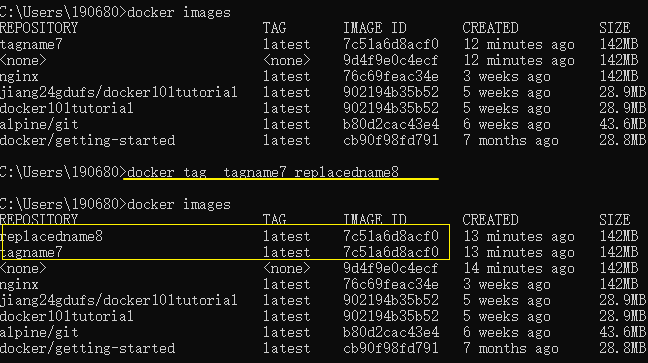 C:\Users\190680>docker images
REPOSITORY TAG IMAGE ID CREATED SIZE
tagname7 latest 7c51a6d8acf0 12 minutes ago 142MB
<none> <none> 9d4f9e0c4ecf 12 minutes ago 142MB
nginx latest 76c69feac34e 3 weeks ago 142MB
jiang24gdufs/docker101tutorial latest 902194b35b52 5 weeks ago 28.9MB
docker101tutorial latest 902194b35b52 5 weeks ago 28.9MB
alpine/git latest b80d2cac43e4 6 weeks ago 43.6MB
docker/getting-started latest cb90f98fd791 7 months ago 28.8MB
C:\Users\190680>docker tag tagname7 replacedname8
C:\Users\190680>docker images
REPOSITORY TAG IMAGE ID CREATED SIZE
replacedname8 latest 7c51a6d8acf0 13 minutes ago 142MB
tagname7 latest 7c51a6d8acf0 13 minutes ago 142MB
<none> <none> 9d4f9e0c4ecf 14 minutes ago 142MB
nginx latest 76c69feac34e 3 weeks ago 142MB
jiang24gdufs/docker101tutorial latest 902194b35b52 5 weeks ago 28.9MB
docker101tutorial latest 902194b35b52 5 weeks ago 28.9MB
alpine/git latest b80d2cac43e4 6 weeks ago 43.6MB
docker/getting-started latest cb90f98fd791 7 months ago 28.8MB